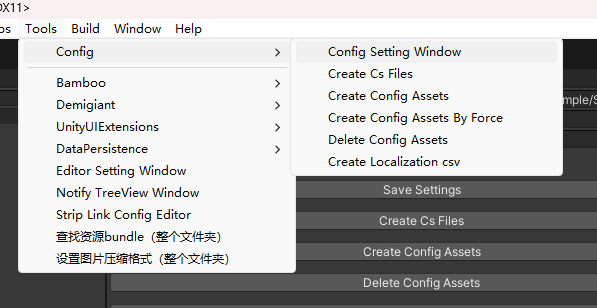 DX11>
Tools Build Window Help
Config
Bamboo
Demigiant
UnityUIExtensions
DataPersistence
Editor Setting Window
Notify TreeView Window
Strip Link Config Editor
查找资源bundle（整个文件夹）
设置图片压缩格式（整个文件夹）
Config Setting Window
Create Cs Files
Create Config Assets
Create Config Assets By Force
Delete Config Assets
Create Localization csv
Save Settings
Create Cs Files
Create Config Assets
Delete Config Assets